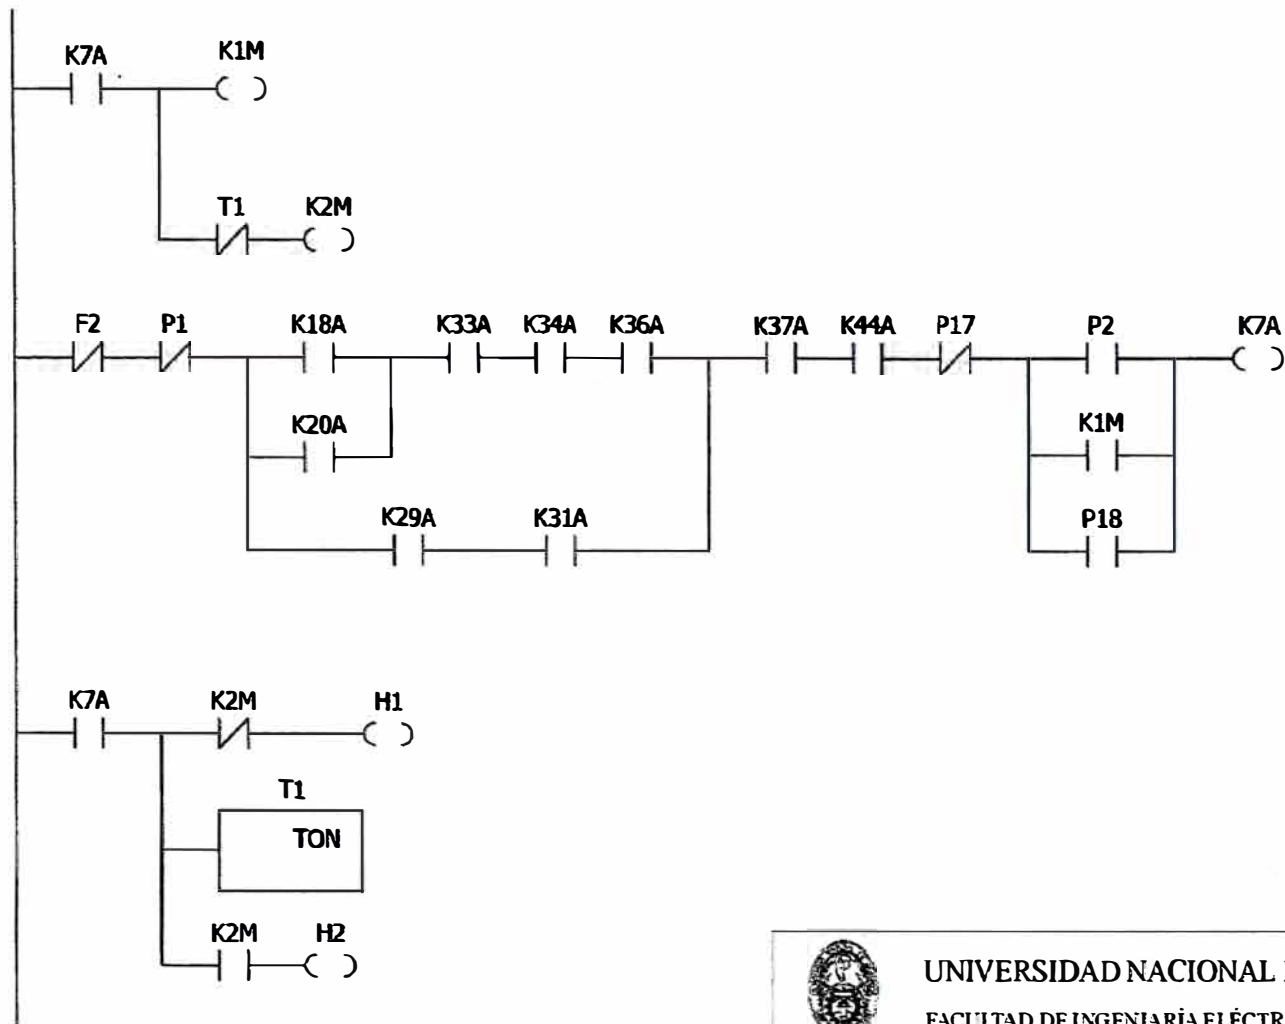 K7A K1M
T1 K2M
F2 P1 K18A K33A K34A K36A K37A K44A P17 P2 K7A
K20A K1M
K29A K31A P18
K7A K2M H1
T1
TON
K2M H2
UNIVERSIDAD NACIONAL
FACULTAD DE INGENIARÍA ELÉCTR